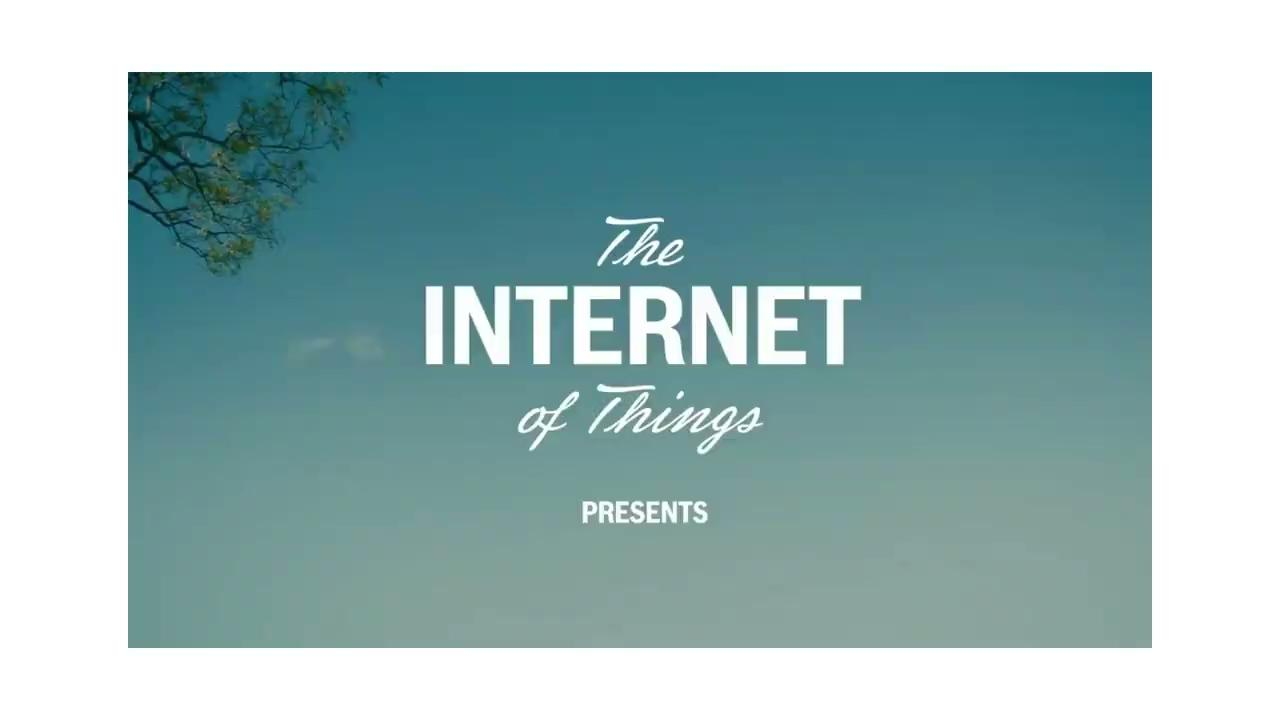 The
INTERNET
of Things
PRESENTS